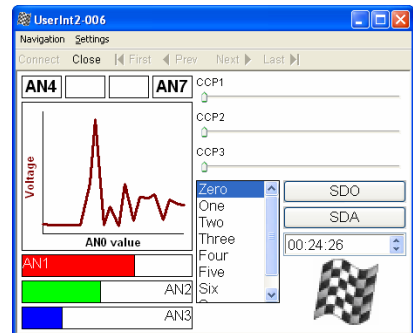 UserInt2-006
Navigation Settings
Connect Close First Prev Next Last
AN4 AN7
Voltage
AN0 value
AN1
AN2
AN3
CCP1
CCP2
CCP3
Zero
One
Two
Three
Four
Five
Six
SDO
SDA
00:24:26